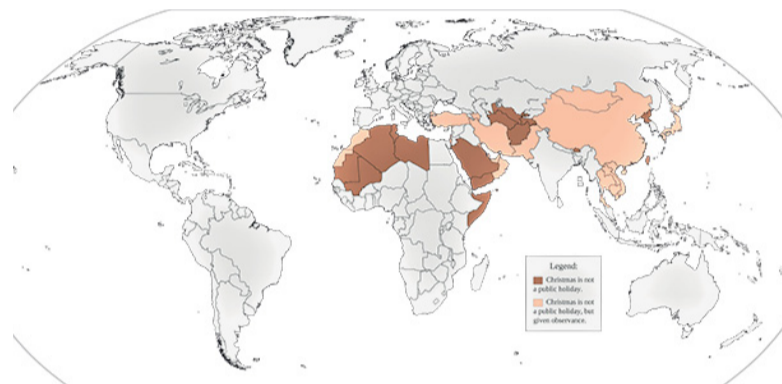 Legend:
Christmas is not
a public holiday.
Christmas is not
a public holiday, but
given observance.